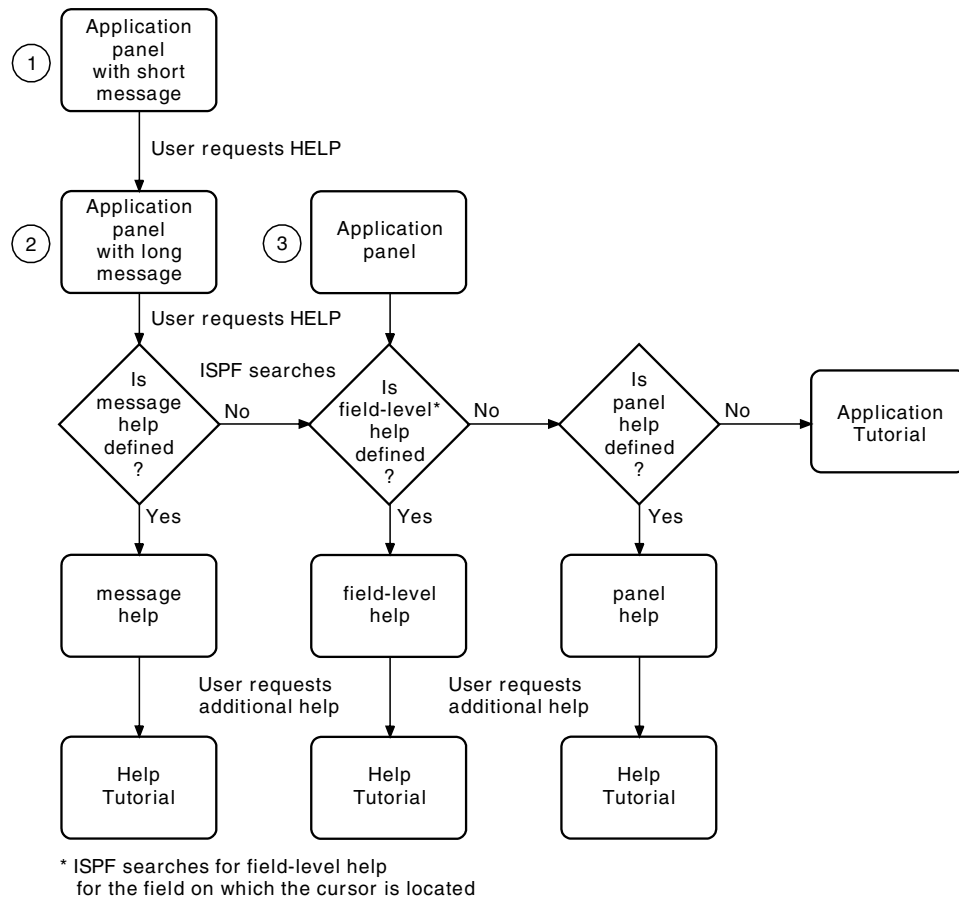 1
Application
panel
with short
message
User requests HELP
2
Application
panel
with long
message
3
Application
panel
User requests HELP
ISPF searches
Is
message
help
defined
?
No
Is
field-level*
help
defined
?
No
Is
panel
help
defined
?
No
Application
Tutorial
Yes
Yes
Yes
message
help
field-level
help
panel
help
User requests
additional help
User requests
additional help
Help
Tutorial
Help
Tutorial
Help
Tutorial
* ISPF searches for field-level help
for the field on which the cursor is located